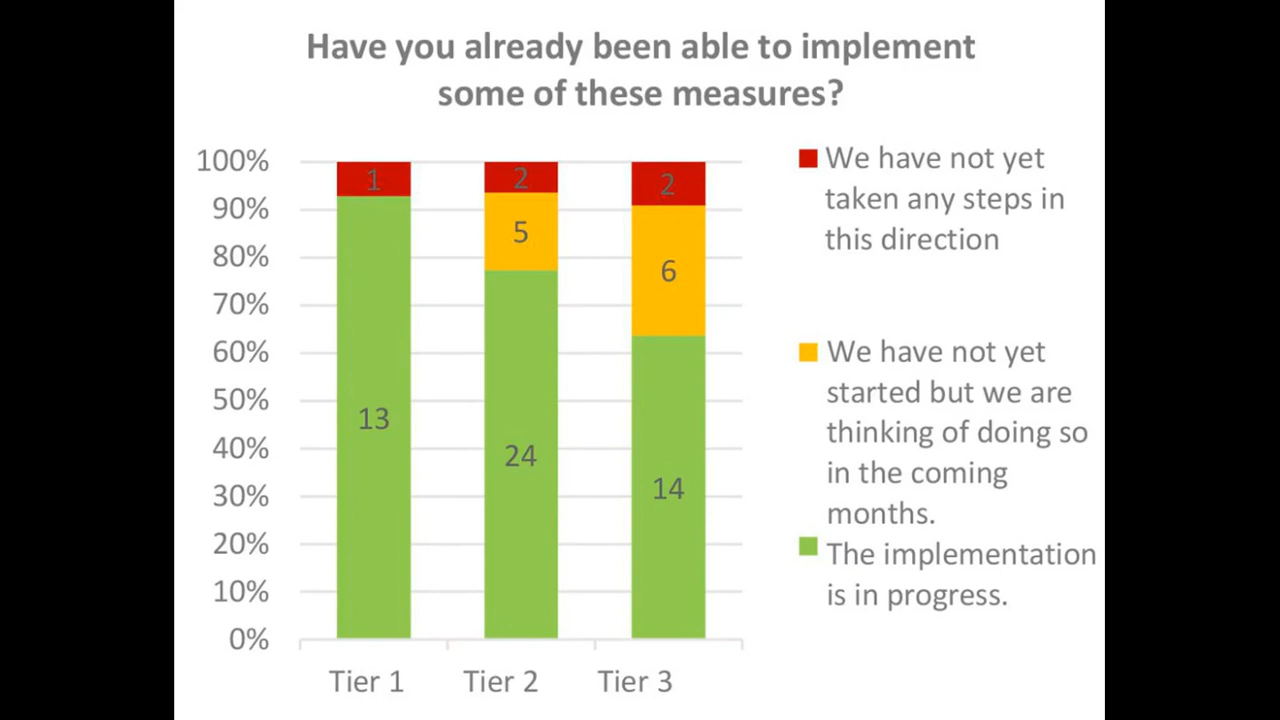 Have you already been able to implement
some of these measures?
100%
90%
80%
70%
60%
50%
40%
30%
20%
10%
0%
1
13
2
5
24
2
6
14
Tier 1
Tier 2
Tier 3
We have not yet
taken any steps in
this direction
We have not yet
started but we are
thinking of doing so
in the coming
months.
The implementation
is in progress.